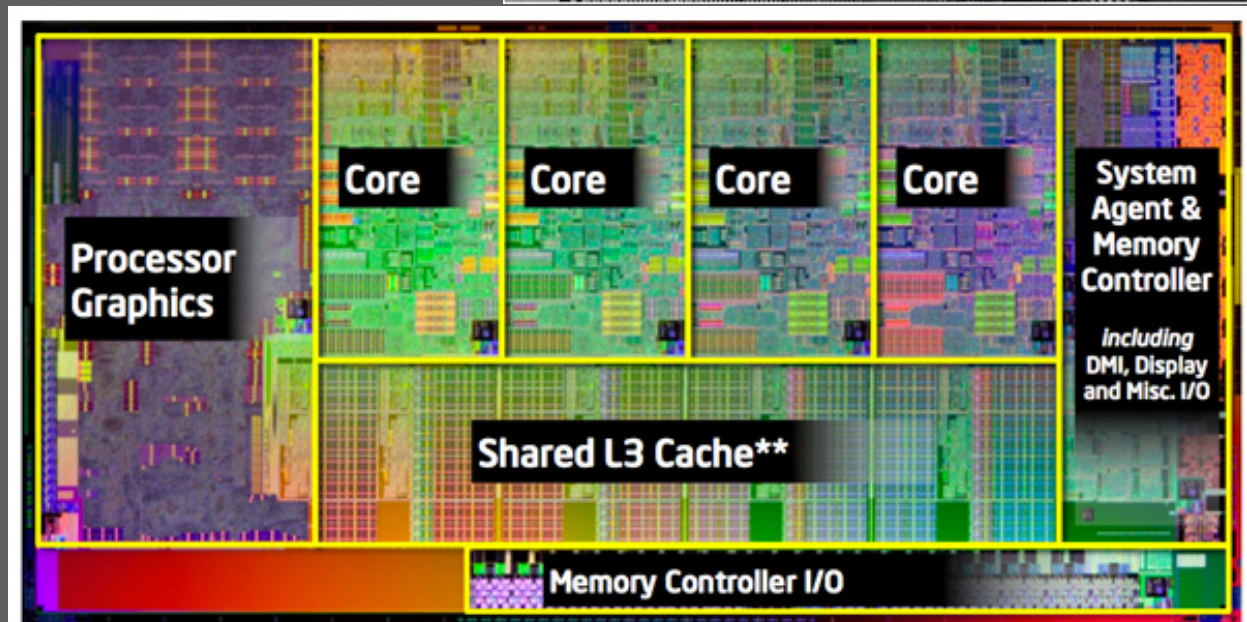 Processor
Graphics
Core
Core
Core
Core
System
Agent &
Memory
Controller
including
DMI, Display
and Misc. I/O
Shared L3 Cache**
Memory Controller I/O